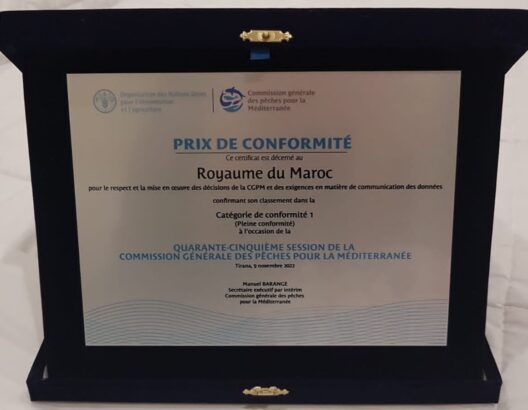 Organisation des Nations Unies
pour l'alimentation
et l'agriculture
Commission générale
des pêches pour la
Méditerranée
PRIX DE CONFORMITÉ
Ce certificat est décerné au
Royaume du Maroc
pour le respect et la mise en œuvre des décisions de la CGPM et des exigences en matière de communication des données
confirmant son classement dans la
Catégorie de conformité 1
(Pleine conformité)
à l'occasion de la
QUARANTE-CINQUIÈME SESSION DE LA
COMMISSION GÉNÉRALE DES PÊCHES POUR LA MÉDITERRANÉE
Tirana, 9 novembre 2022
Manuel BARANGE
Secrétaire exécutif par intérim
Commission générale des pêches
pour la Méditerranée